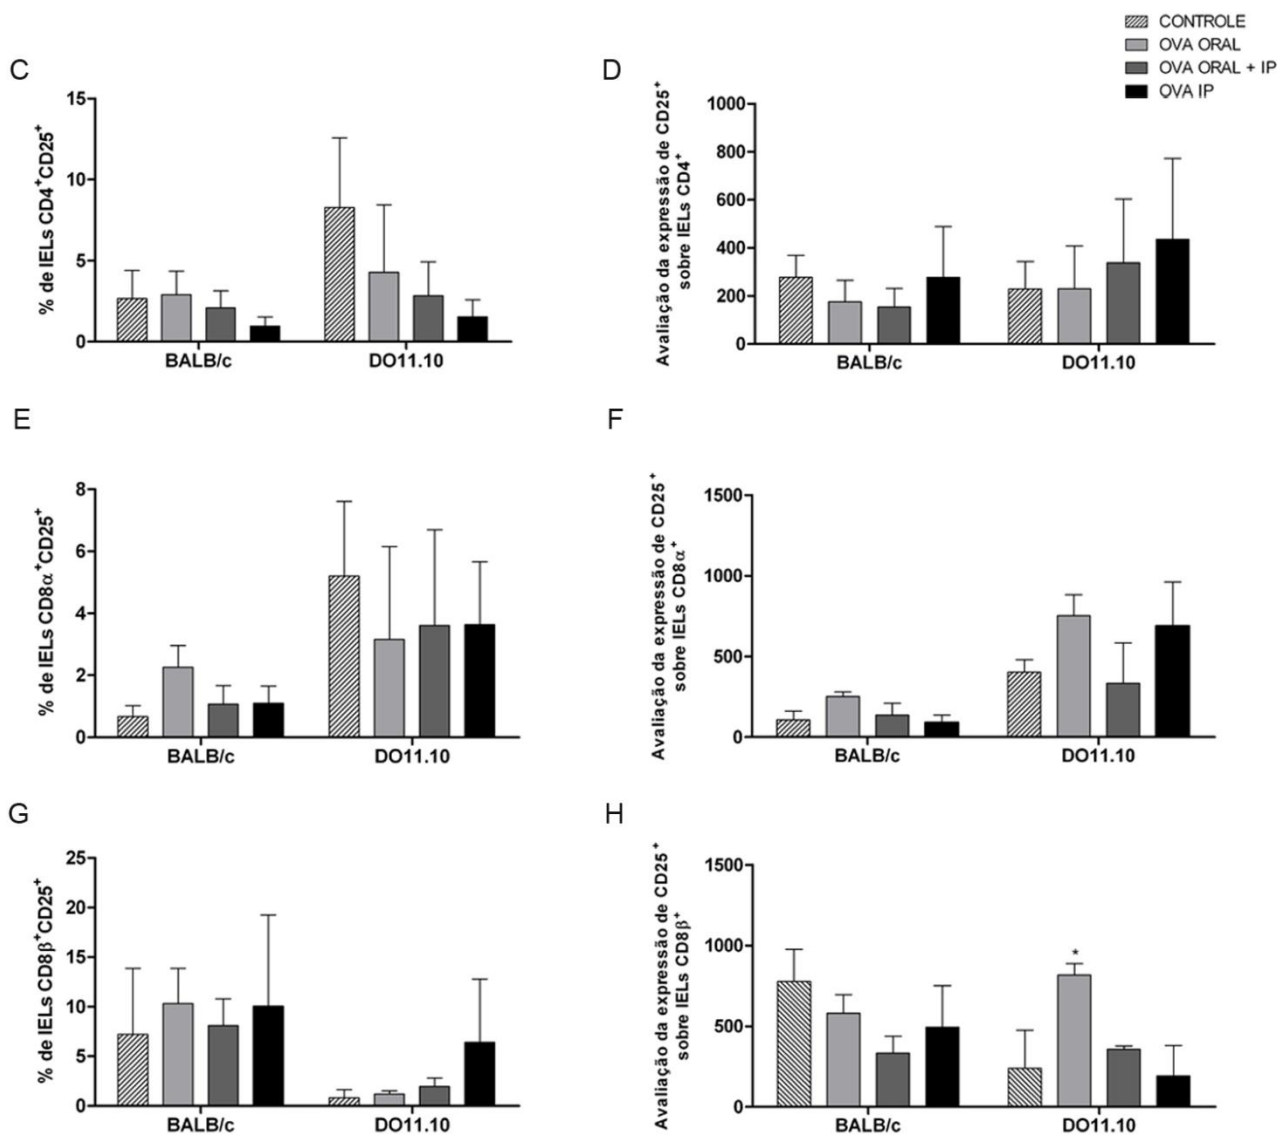 CONTROLE
OVA ORAL
OVA ORAL + IP
OVA IP
C
% de IELs CD4⁺CD25⁺
15
10
5
0
BALB/c
DO11.10
D
Avaliação da expressão de CD25⁺
sobre IELs CD4⁺
1000
800
600
400
200
0
BALB/c
DO11.10
E
% de IELs CD8α⁺CD25⁺
8
6
4
2
0
BALB/c
DO11.10
F
Avaliação da expressão de CD25⁺
sobre IELs CD8α⁺
1500
1000
500
0
BALB/c
DO11.10
G
% de IELs CD8β⁺CD25⁺
25
20
15
10
5
0
BALB/c
DO11.10
H
Avaliação da expressão de CD25⁺
sobre IELs CD8β⁺
1500
1000
500
0
*
BALB/c
DO11.10